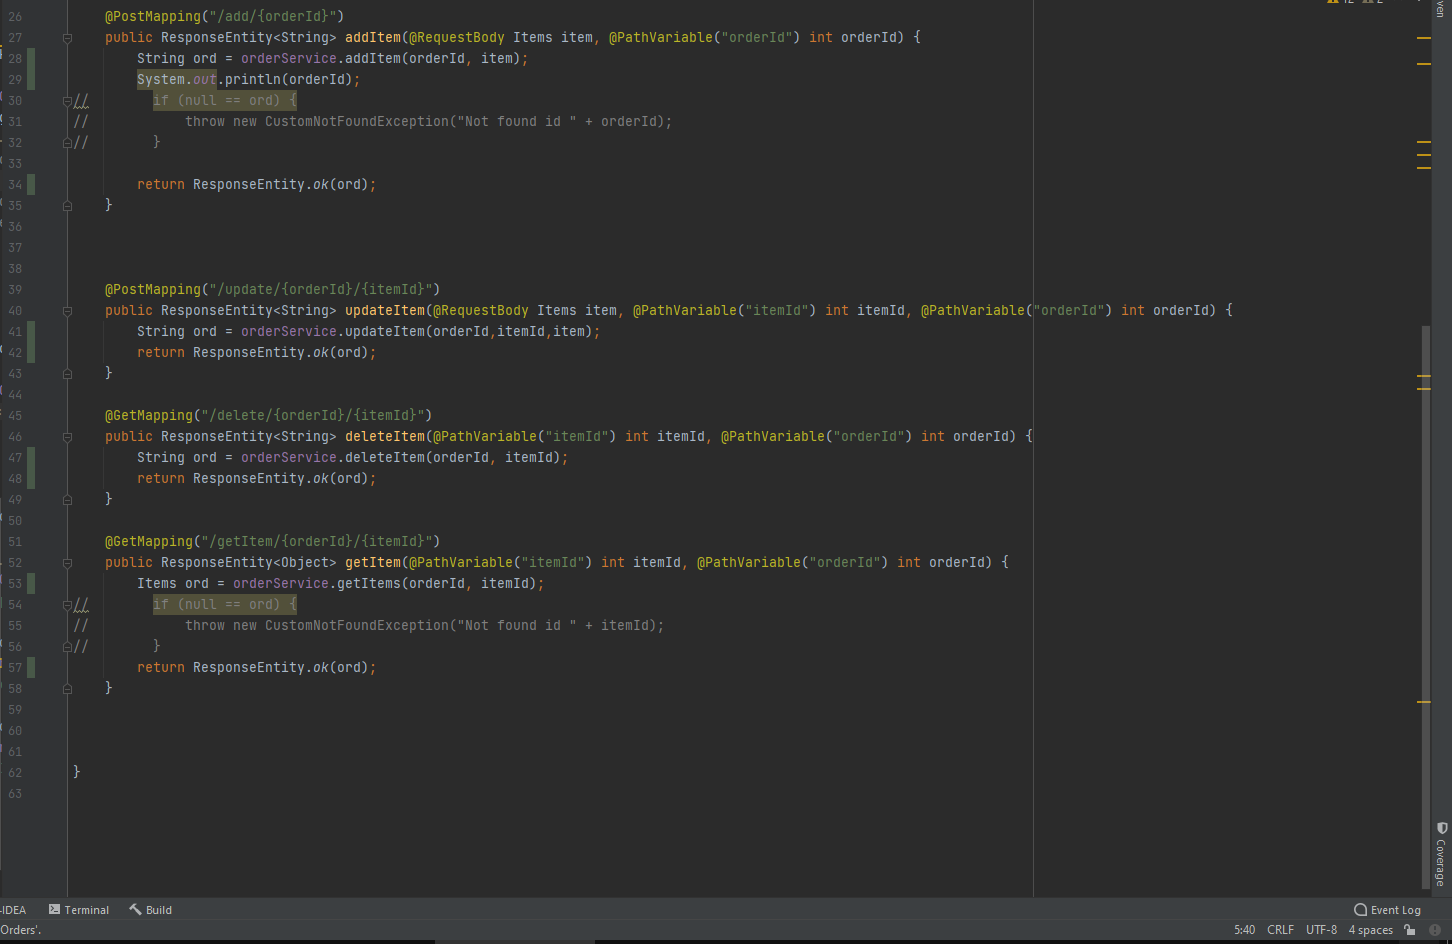 26 @PostMapping("/add/{orderId}")
27 public ResponseEntity<String> addItem(@RequestBody Items item, @PathVariable("orderId") int orderId) {
28 String ord = orderService.addItem(orderId, item);
29 System.out.println(orderId);
30 // if (null == ord) {
31 // throw new CustomNotFoundException("Not found id " + orderId);
32 // }
33
34 return ResponseEntity.ok(ord);
35 }
36
37
38
39 @PostMapping("/update/{orderId}/{itemId}")
40 public ResponseEntity<String> updateItem(@RequestBody Items item, @PathVariable("itemId") int itemId, @PathVariable("orderId") int orderId) {
41 String ord = orderService.updateItem(orderId,itemId,item);
42 return ResponseEntity.ok(ord);
43 }
44
45 @GetMapping("/delete/{orderId}/{itemId}")
46 public ResponseEntity<String> deleteItem(@PathVariable("itemId") int itemId, @PathVariable("orderId") int orderId) {
47 String ord = orderService.deleteItem(orderId, itemId);
48 return ResponseEntity.ok(ord);
49 }
50
51 @GetMapping("/getItem/{orderId}/{itemId}")
52 public ResponseEntity<Object> getItem(@PathVariable("itemId") int itemId, @PathVariable("orderId") int orderId) {
53 Items ord = orderService.getItems(orderId, itemId);
54 // if (null == ord) {
55 // throw new CustomNotFoundException("Not found id " + itemId);
56 // }
57 return ResponseEntity.ok(ord);
58 }
59
60
61
62 }
63
Coverage
-IDEA Terminal Build Event Log
Orders'. 5:40 CRLF UTF-8 4 spaces